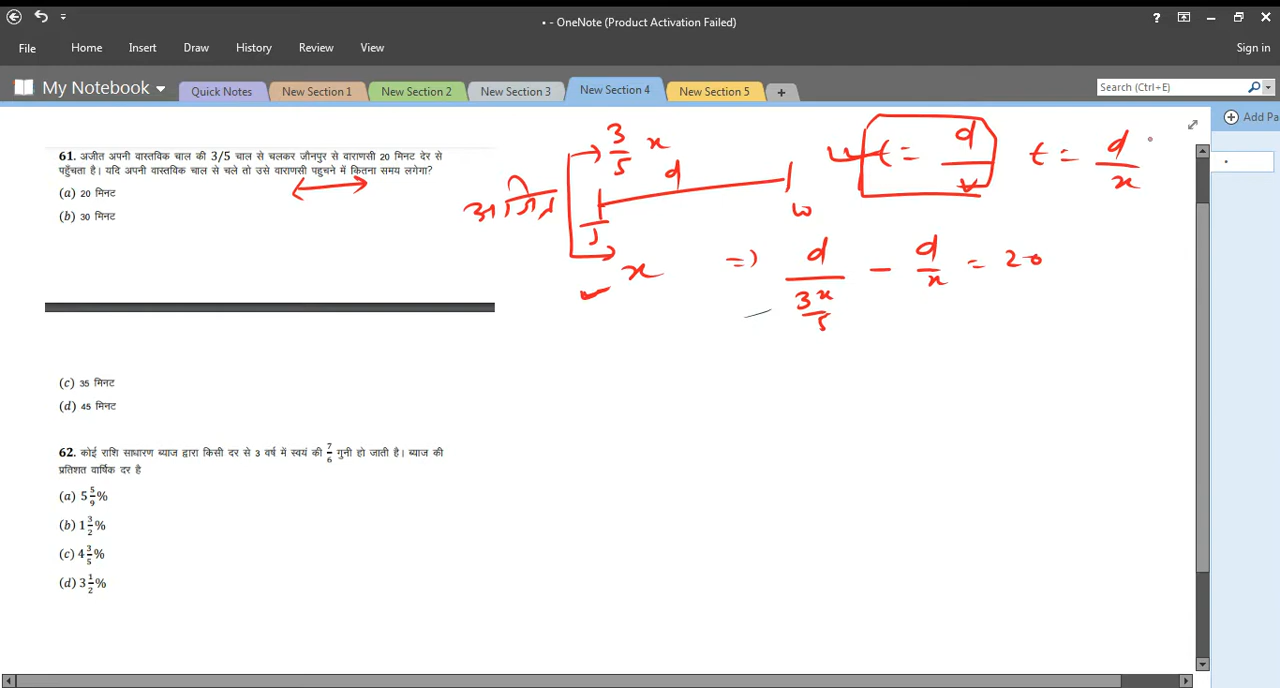 - OneNote (Product Activation Failed)
?
File Home Insert Draw History Review View Sign in
My Notebook Quick Notes New Section 1 New Section 2 New Section 3 New Section 4 New Section 5 +
Search (Ctrl+E)
Add Pa
61. अजीत अपनी वास्तविक चाल की 3/5 चाल से चलकर जौनपुर से वाराणसी 20 मिनट देर से
पहुँचता है। यदि अपनी वास्तविक चाल से चले तो उसे वाराणसी पहुचने में कितना समय लगेगा?
(a) 20 मिनट
(b) 30 मिनट
(c) 35 मिनट
(d) 45 मिनट
62. कोई राशि साधारण ब्याज द्वारा किसी दर से 3 वर्ष में स्वयं की 7/6 गुनी हो जाती है। ब्याज की
प्रतिशत वार्षिक दर है
(a) 5 5/9%
(b) 1 3/2%
(c) 4 3/5%
(d) 3 1/2%
3/5 x
d
अजित
J
W
x
t = d/v
t = d/x
=> d/(3x/5) - d/x = 20